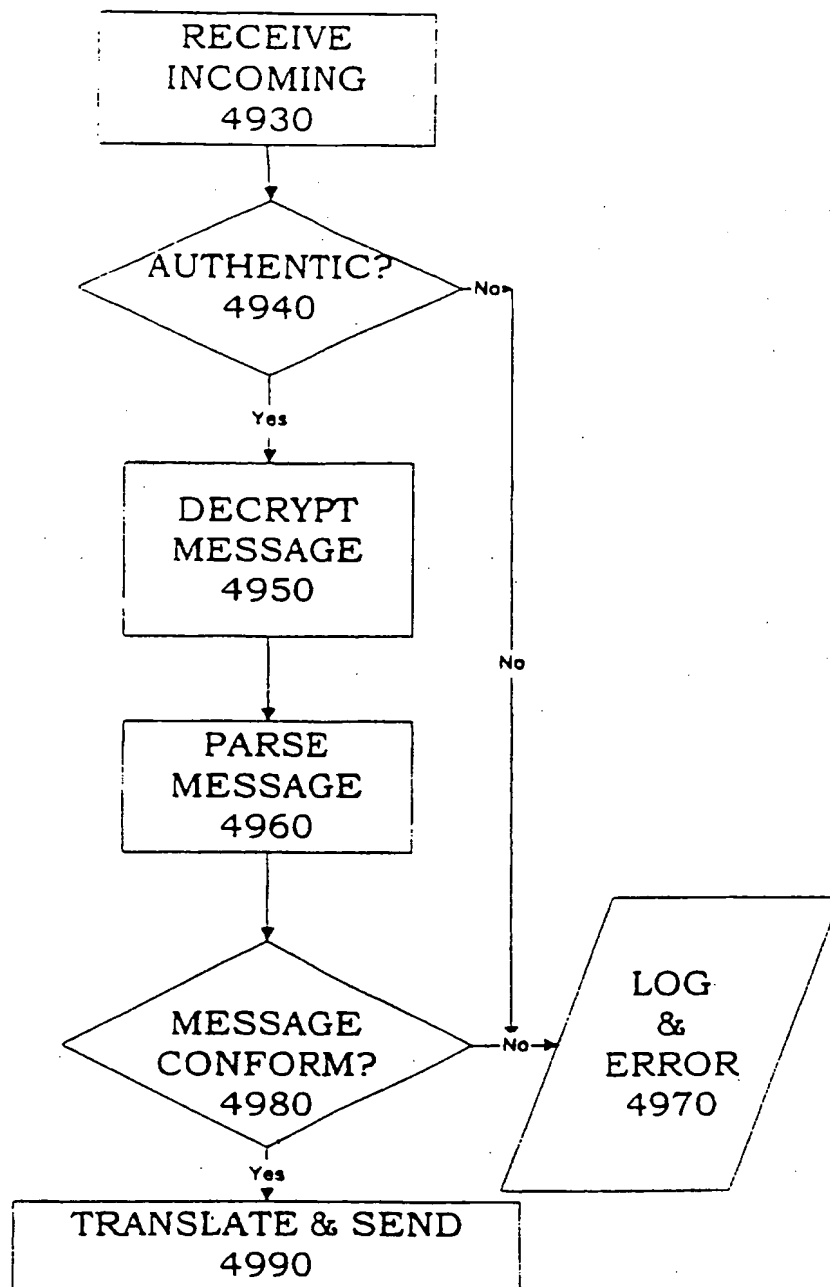 RECEIVE
INCOMING
4930
AUTHENTIC?
4940
No
Yes
DECRYPT
MESSAGE
4950
No
PARSE
MESSAGE
4960
MESSAGE
CONFORM?
4980
No
LOG
&
ERROR
4970
Yes
TRANSLATE & SEND
4990